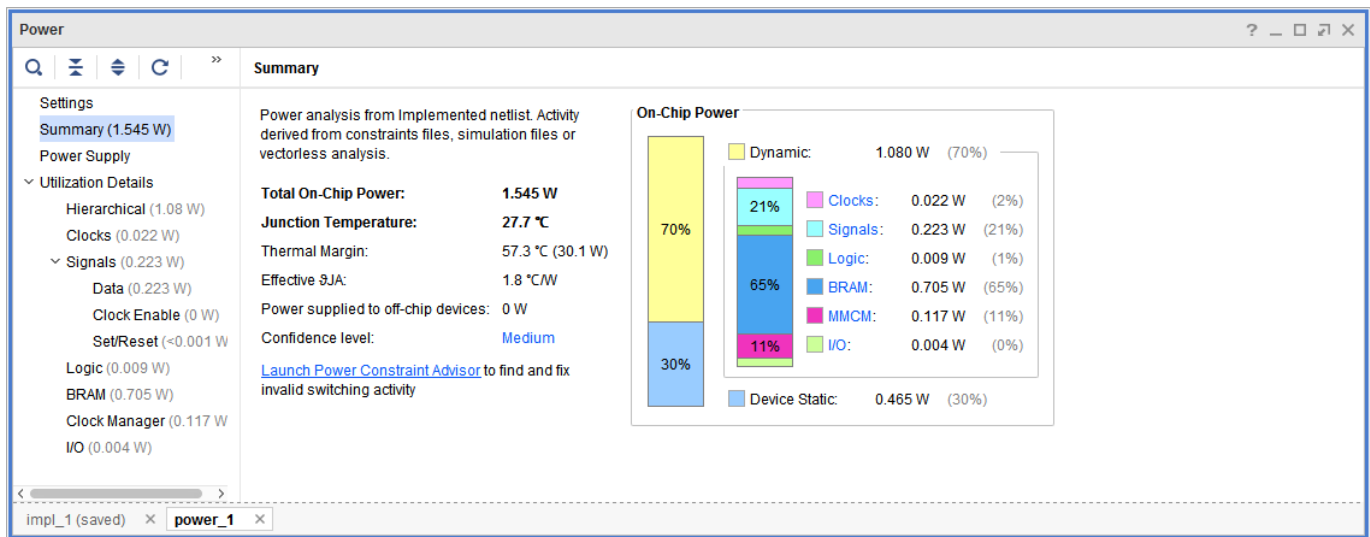 Power
Summary
Settings
Summary (1.545 W)
Power Supply
Utilization Details
Hierarchical (1.08 W)
Clocks (0.022 W)
Signals (0.223 W)
Data (0.223 W)
Clock Enable (0 W)
Set/Reset (<0.001 W
Logic (0.009 W)
BRAM (0.705 W)
Clock Manager (0.117 W
I/O (0.004 W)
Power analysis from Implemented netlist. Activity
derived from constraints files, simulation files or
vectorless analysis.
Total On-Chip Power: 1.545 W
Junction Temperature: 27.7 °C
Thermal Margin: 57.3 °C (30.1 W)
Effective ϑJA: 1.8 °C/W
Power supplied to off-chip devices: 0 W
Confidence level: Medium
Launch Power Constraint Advisor to find and fix
invalid switching activity
On-Chip Power
70%
30%
Dynamic: 1.080 W (70%)
21%
65%
11%
Clocks: 0.022 W (2%)
Signals: 0.223 W (21%)
Logic: 0.009 W (1%)
BRAM: 0.705 W (65%)
MMCM: 0.117 W (11%)
I/O: 0.004 W (0%)
Device Static: 0.465 W (30%)
impl_1 (saved)
power_1